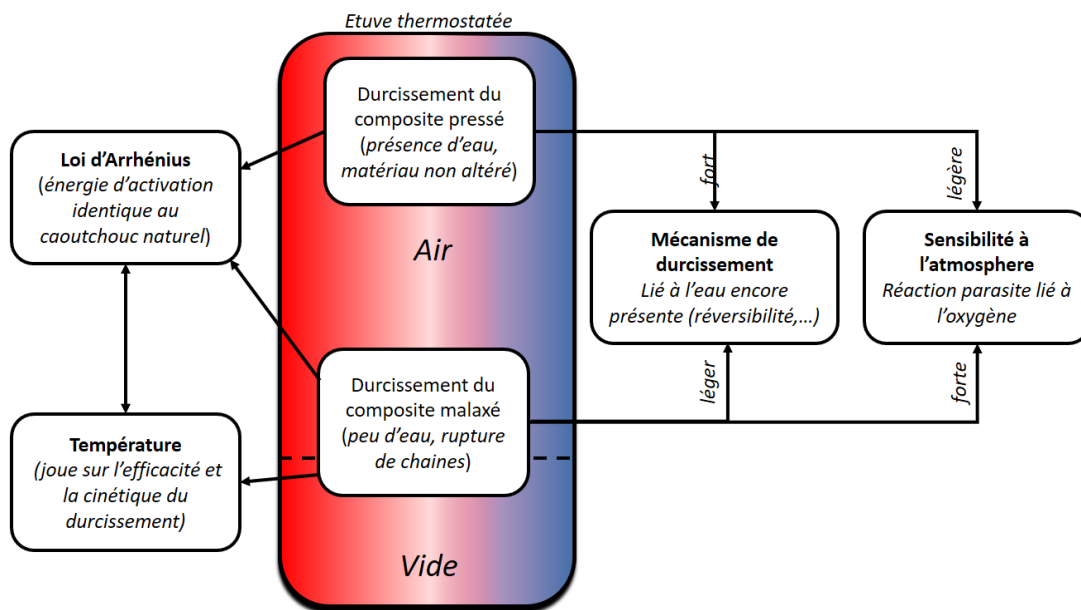 Etuve thermostatée
Durcissement du
composite pressé
(présence d'eau,
matériau non altéré)
Loi d'Arrhénius
(énergie d'activation
identique au
caoutchouc naturel)
fort
légère
Air
Mécanisme de
durcissement
Lié à l'eau encore
présente (réversibilité,...)
Sensibilité à
l'atmosphere
Réaction parasite lié à
l'oxygène
Durcissement du
composite malaxé
(peu d'eau, rupture
de chaines)
léger
forte
Température
(joue sur l'efficacité et
la cinétique du
durcissement)
Vide